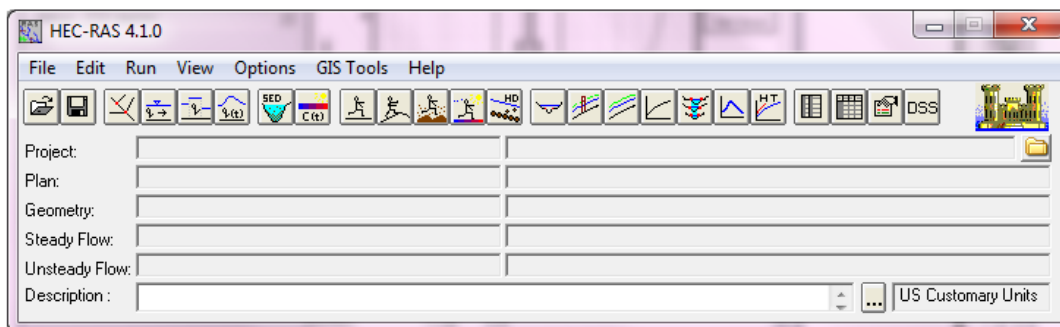 HEC-RAS 4.1.0
File Edit Run View Options GIS Tools Help
SED C(t) HD HT DSS
Project:
Plan:
Geometry:
Steady Flow:
Unsteady Flow:
Description : ... US Customary Units